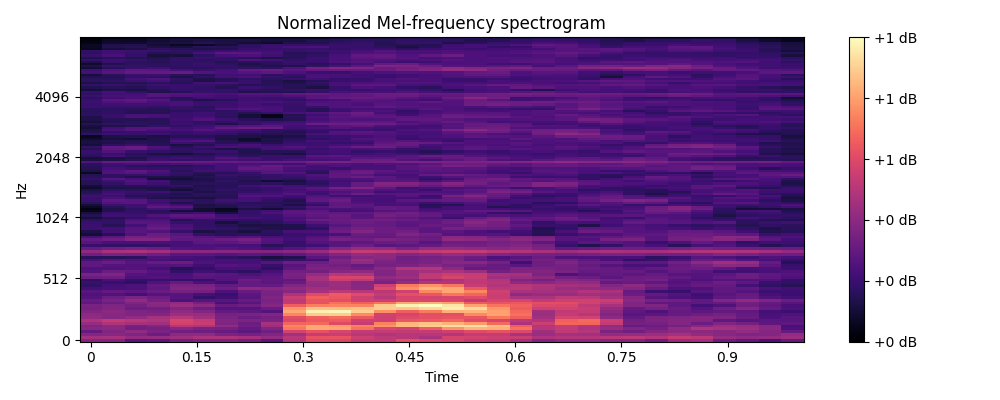 Normalized Mel-frequency spectrogram
Hz
4096
2048
1024
512
0
0 0.15 0.3 0.45 0.6 0.75 0.9
Time
+1 dB
+1 dB
+1 dB
+0 dB
+0 dB
+0 dB